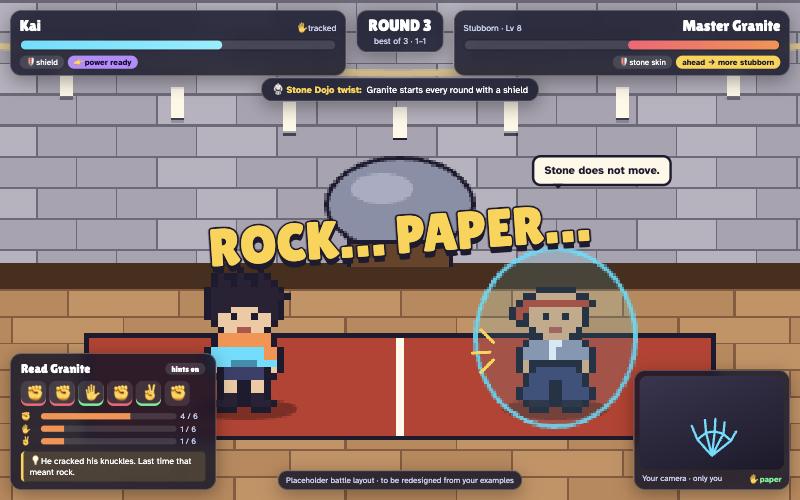 Kai
tracked
shield
power ready
ROUND 3
best of 3 · 1–1
Stubborn · Lv 8
Master Granite
stone skin
ahead → more stubborn
Stone Dojo twist: Granite starts every round with a shield
Stone does not move.
ROCK... PAPER...
Read Granite
hints on
4 / 6
1 / 6
1 / 6
He cracked his knuckles. Last time that
meant rock.
Placeholder battle layout · to be redesigned from your examples
Your camera · only you
paper